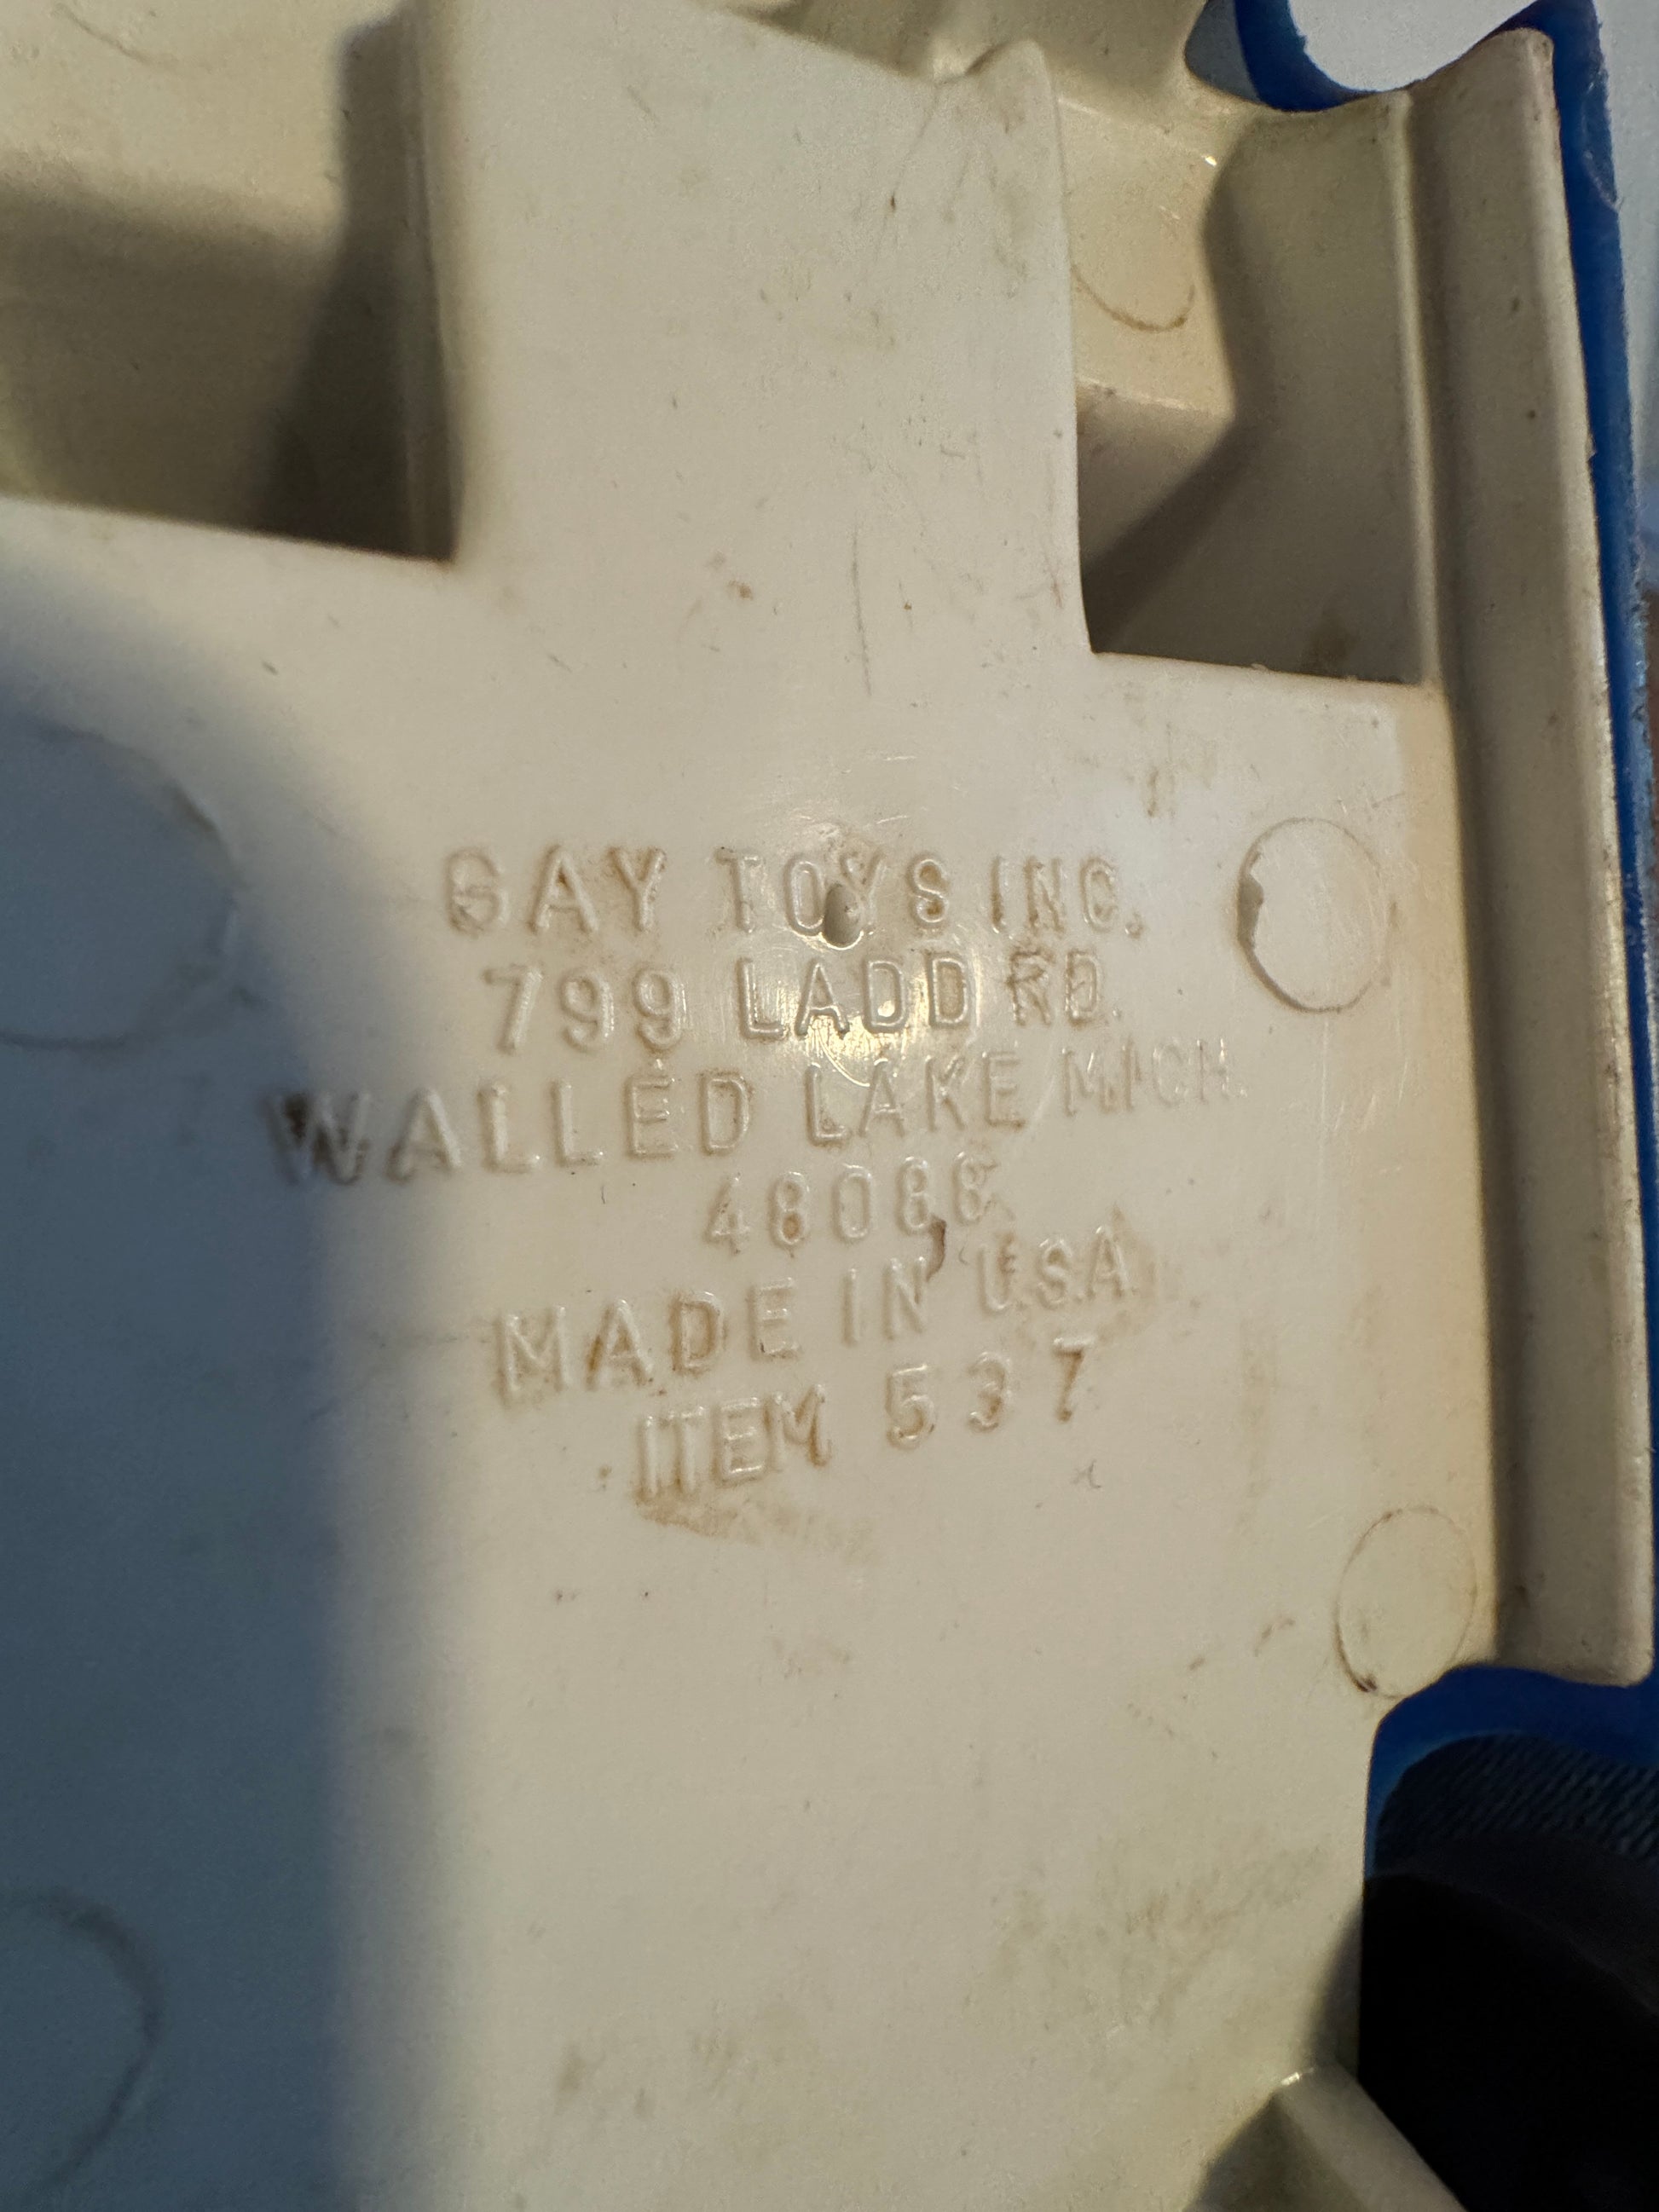 GAY TOYS INC.
799 LADD RD.
WALLED LAKE MICH.
48088
MADE IN U.S.A.
ITEM 537